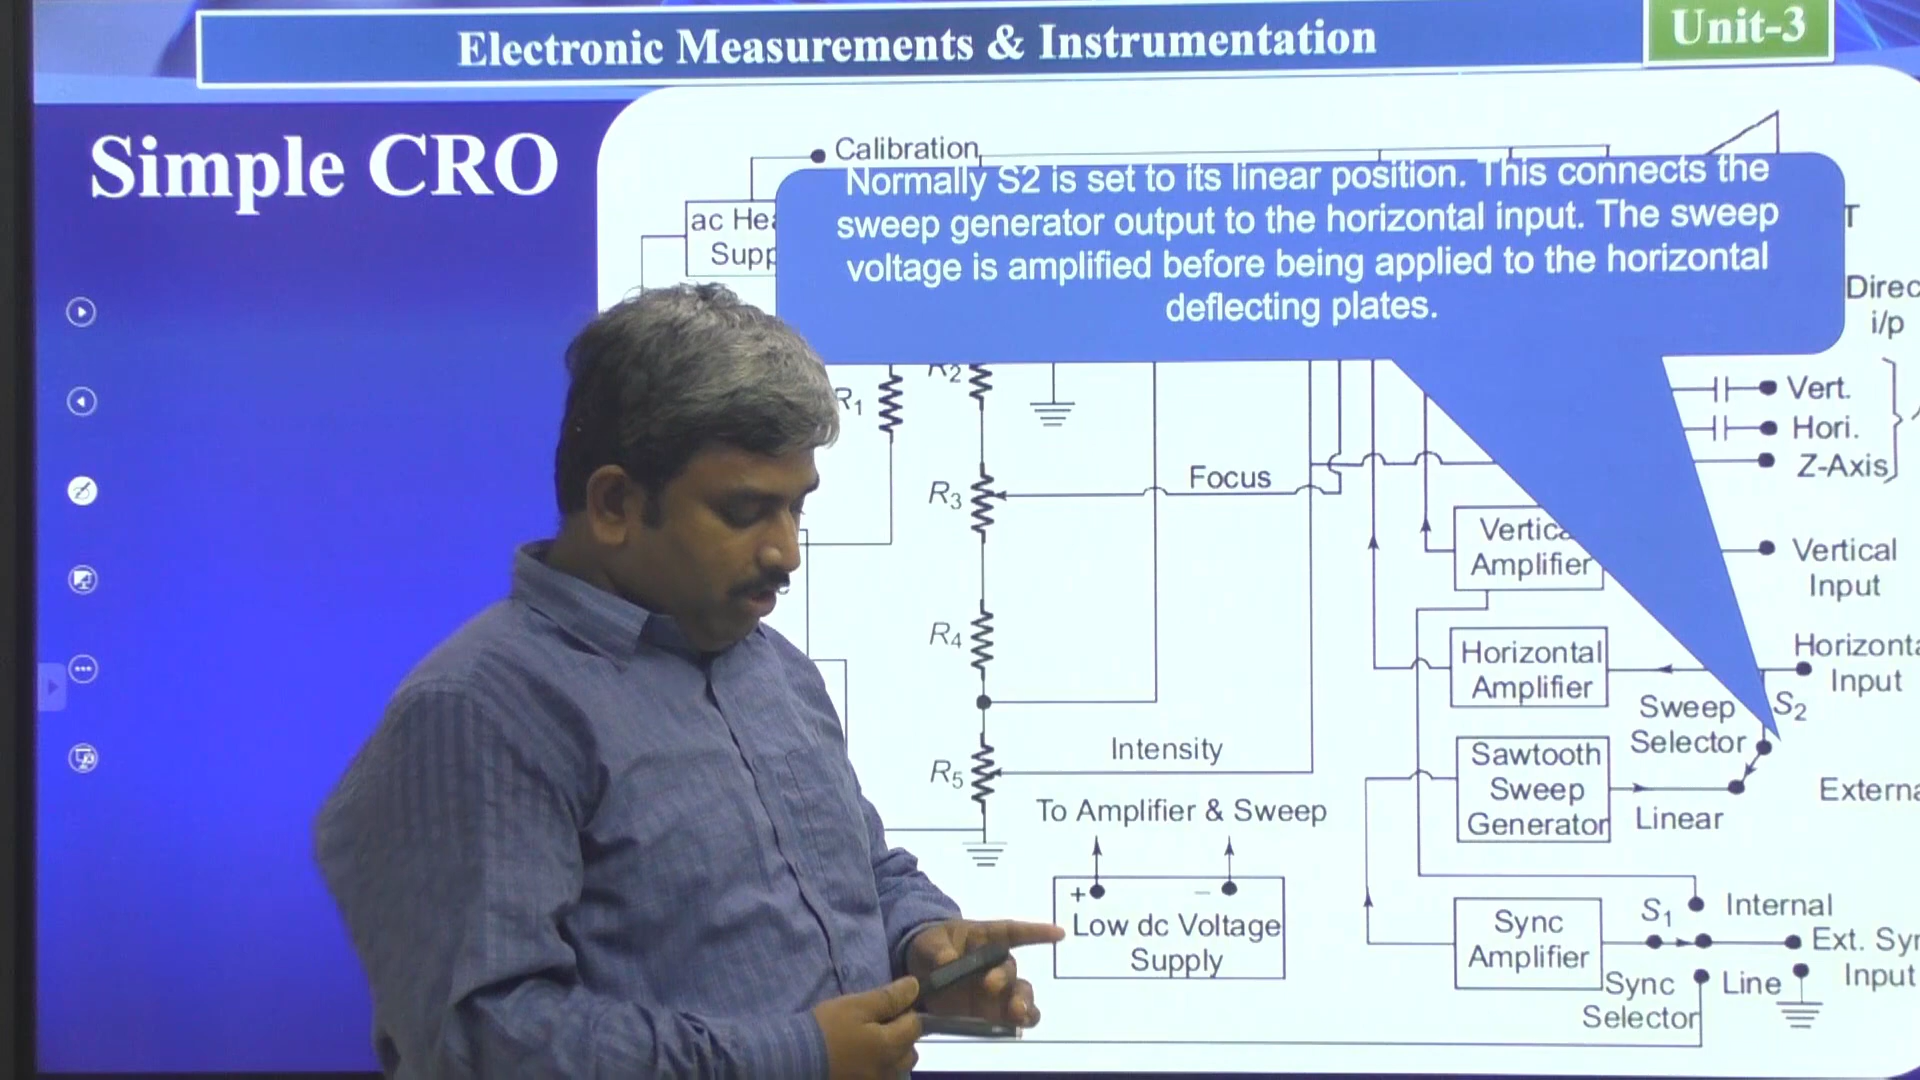 Electronic Measurements & Instrumentation
Unit-3
Simple CRO
Calibration
Normally S2 is set to its linear position. This connects the
sweep generator output to the horizontal input. The sweep
voltage is amplified before being applied to the horizontal
deflecting plates.
ac
T
Direc
i/p
R1
R2
Vert.
Hori.
Z-Axis
R3
Focus
Vertica
Amplifier
Vertical
Input
R4
Horizontal
Amplifier
Horizonta
Input
Sweep
Selector
S2
R5
Intensity
Sawtooth
Sweep
Generator
Linear
Externa
To Amplifier & Sweep
+
−
Low dc Voltage
Supply
Sync
Amplifier
S1
Internal
Ext. Syn
Input
Sync
Selector
Line